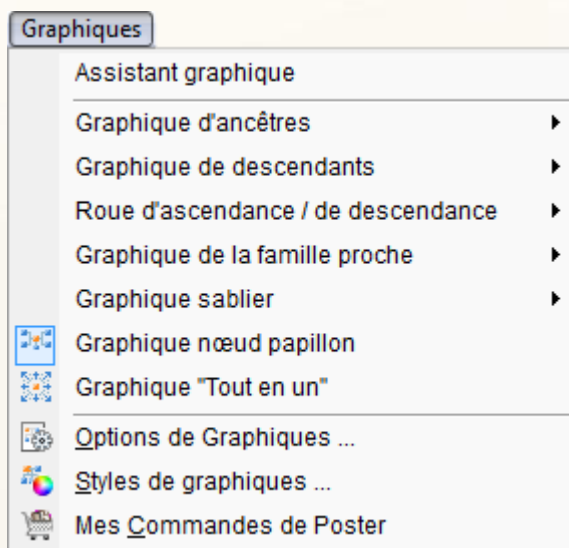 Graphiques
Assistant graphique
Graphique d'ancêtres
Graphique de descendants
Roue d'ascendance / de descendance
Graphique de la famille proche
Graphique sablier
Graphique nœud papillon
Graphique "Tout en un"
Options de Graphiques ...
Styles de graphiques ...
Mes Commandes de Poster